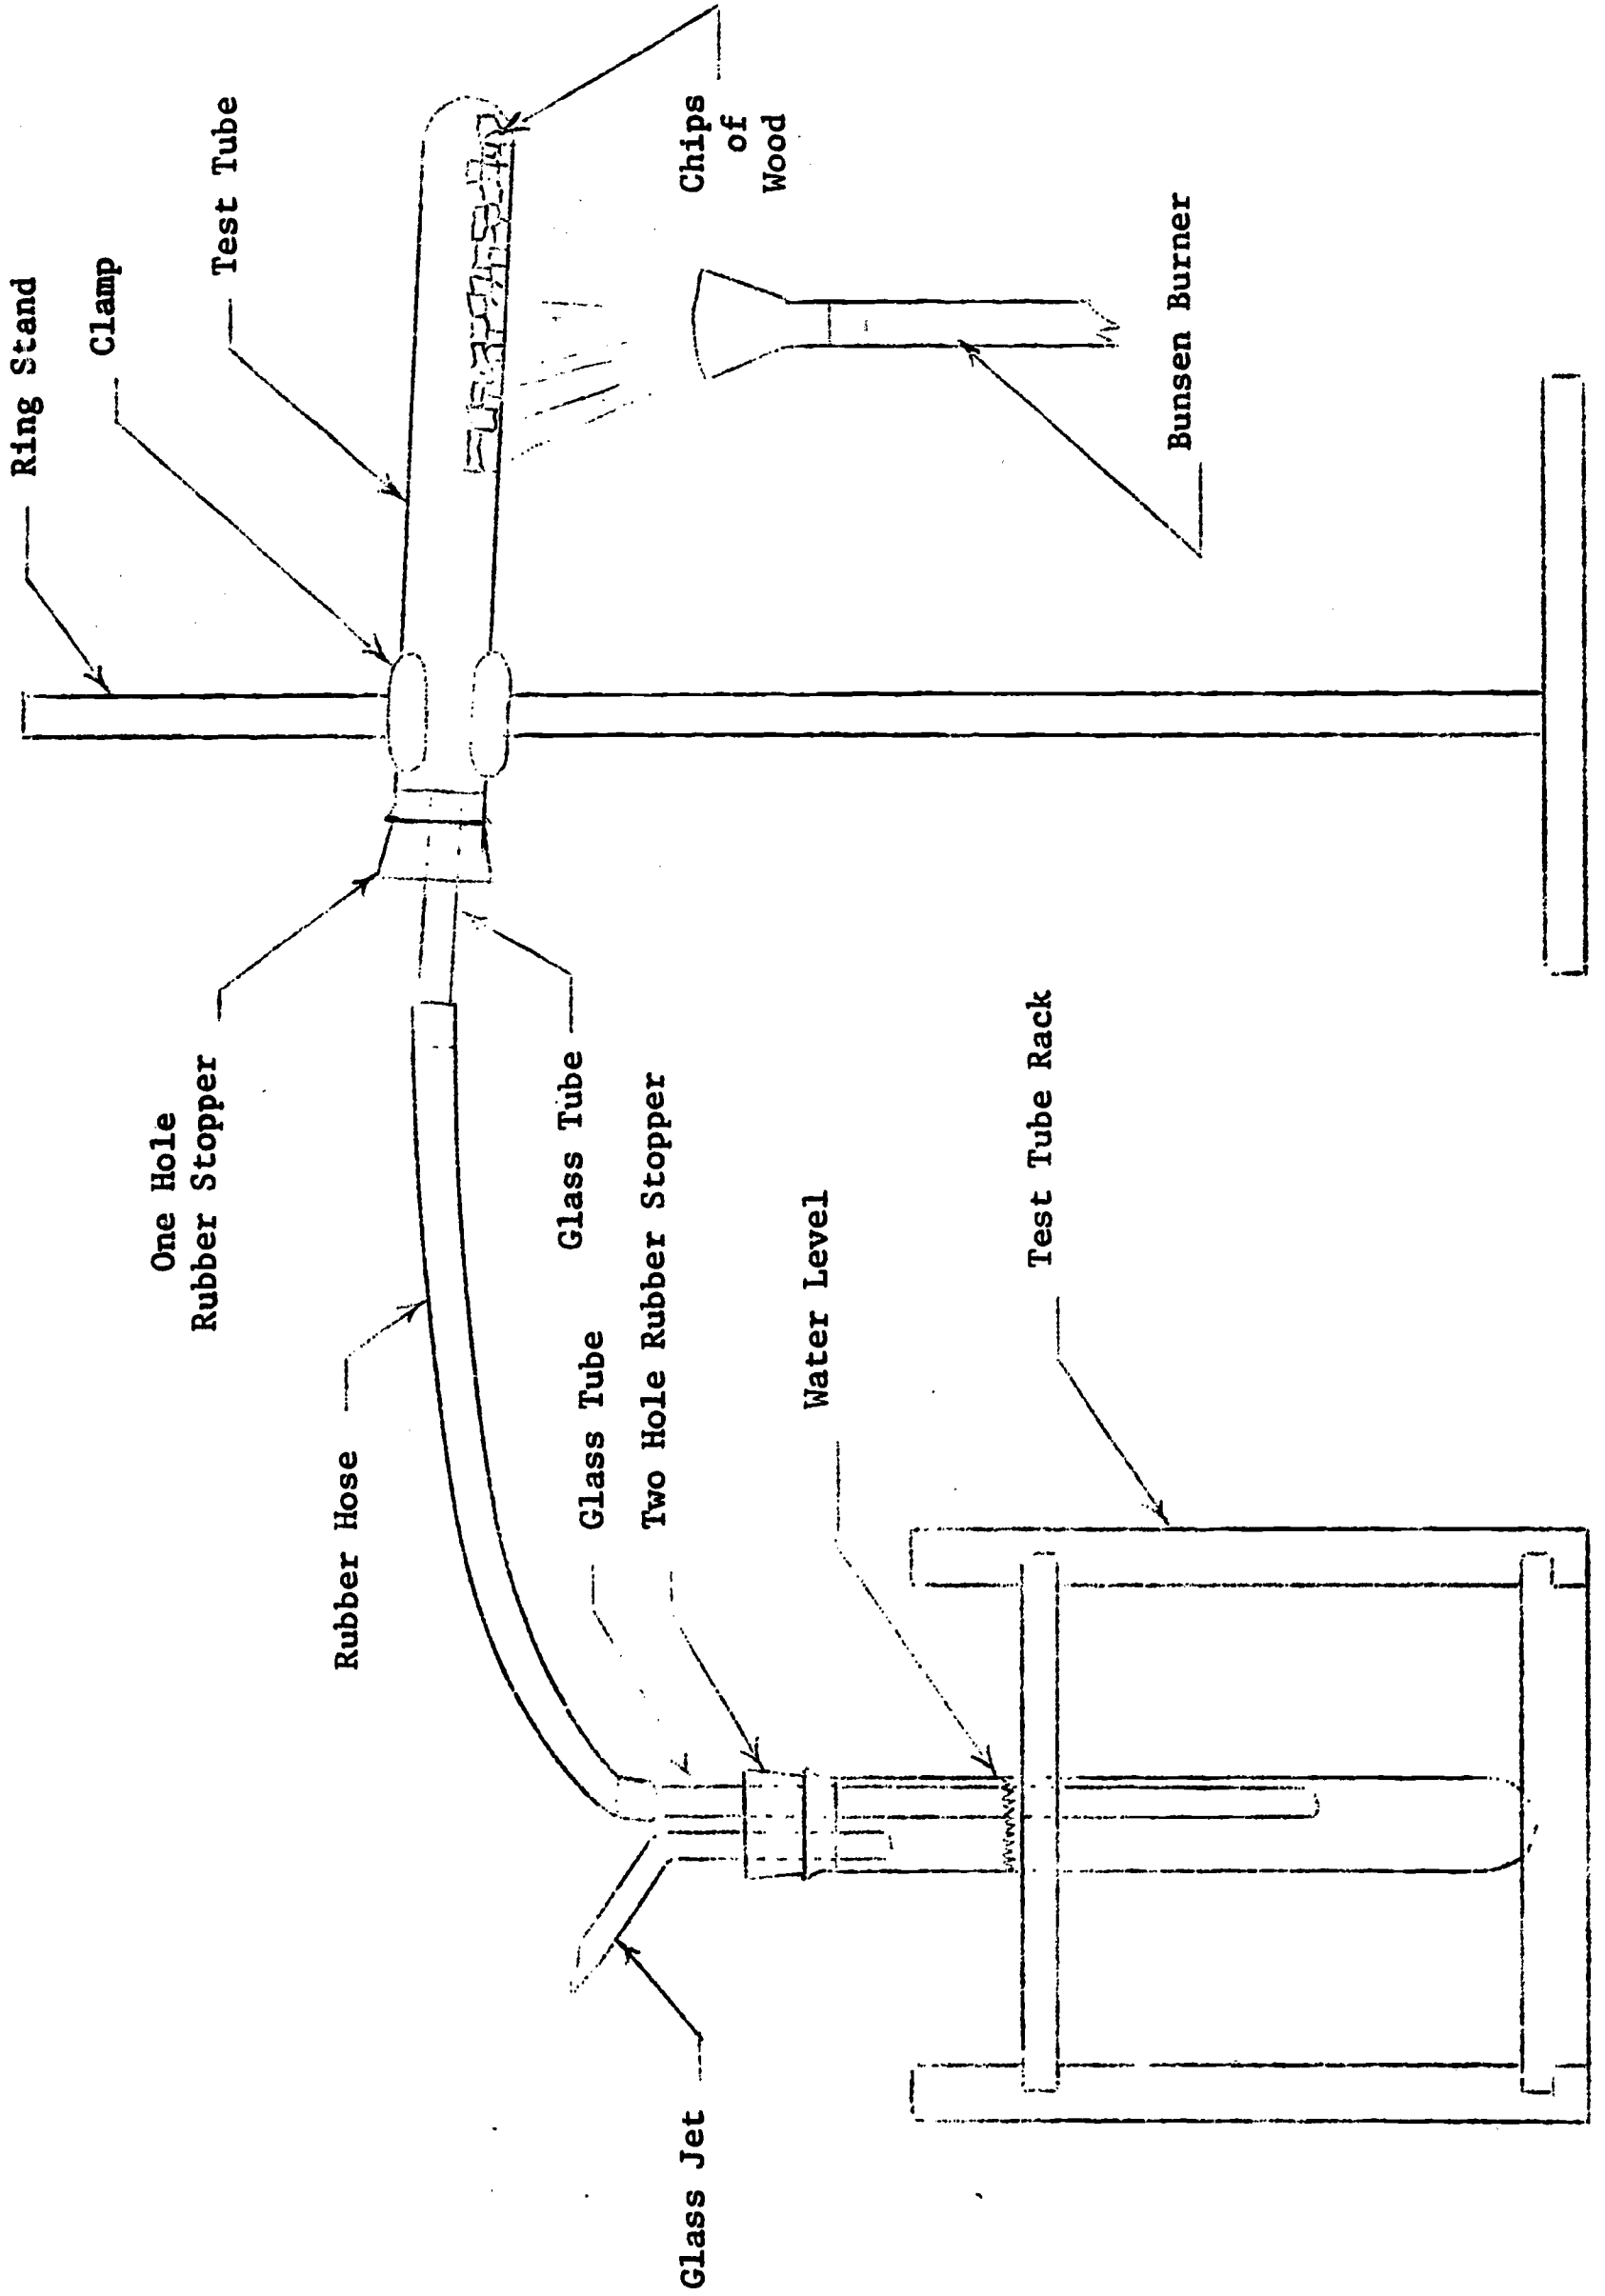 Ring Stand
Clamp
Test Tube
One Hole
Rubber Stopper
Rubber Hose
Glass Tube
Glass Tube
Two Hole Rubber Stopper
Chips
of
Wood
Glass Jet
Water Level
Test Tube Rack
Bunsen Burner